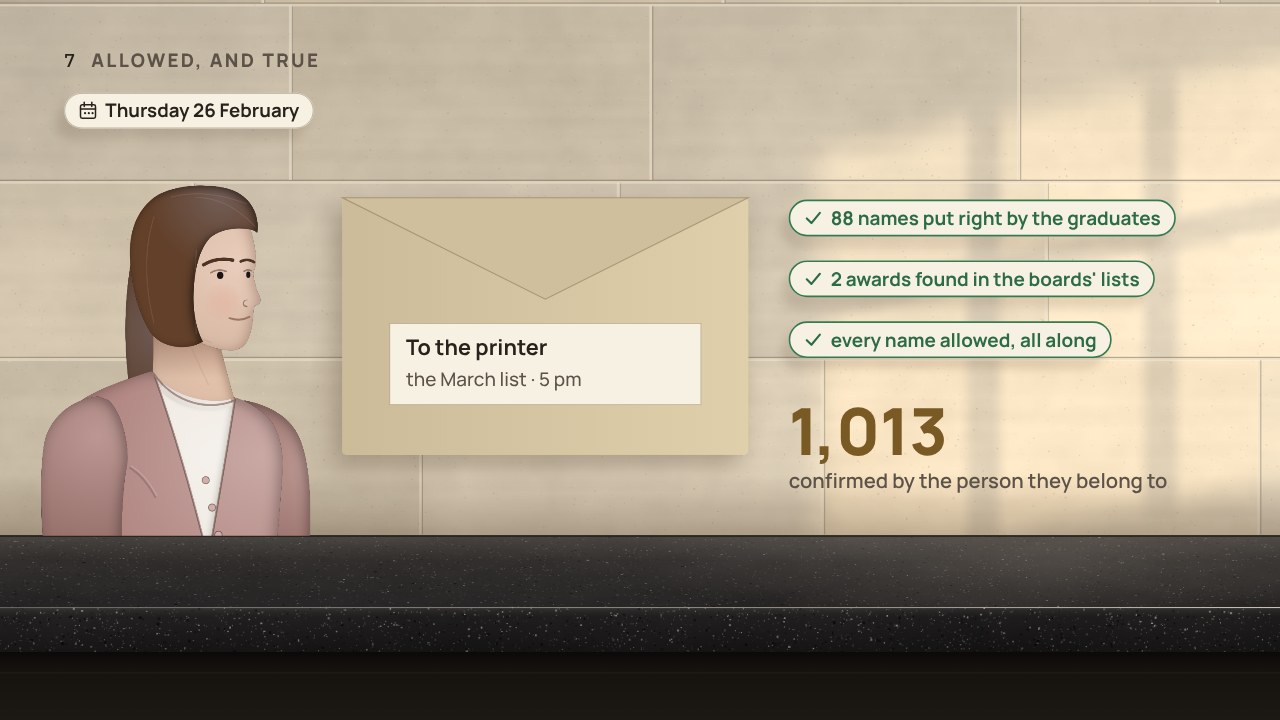 7 ALLOWED, AND TRUE
Thursday 26 February
To the printer
the March list · 5 pm
88 names put right by the graduates
2 awards found in the boards' lists
every name allowed, all along
1,013
confirmed by the person they belong to